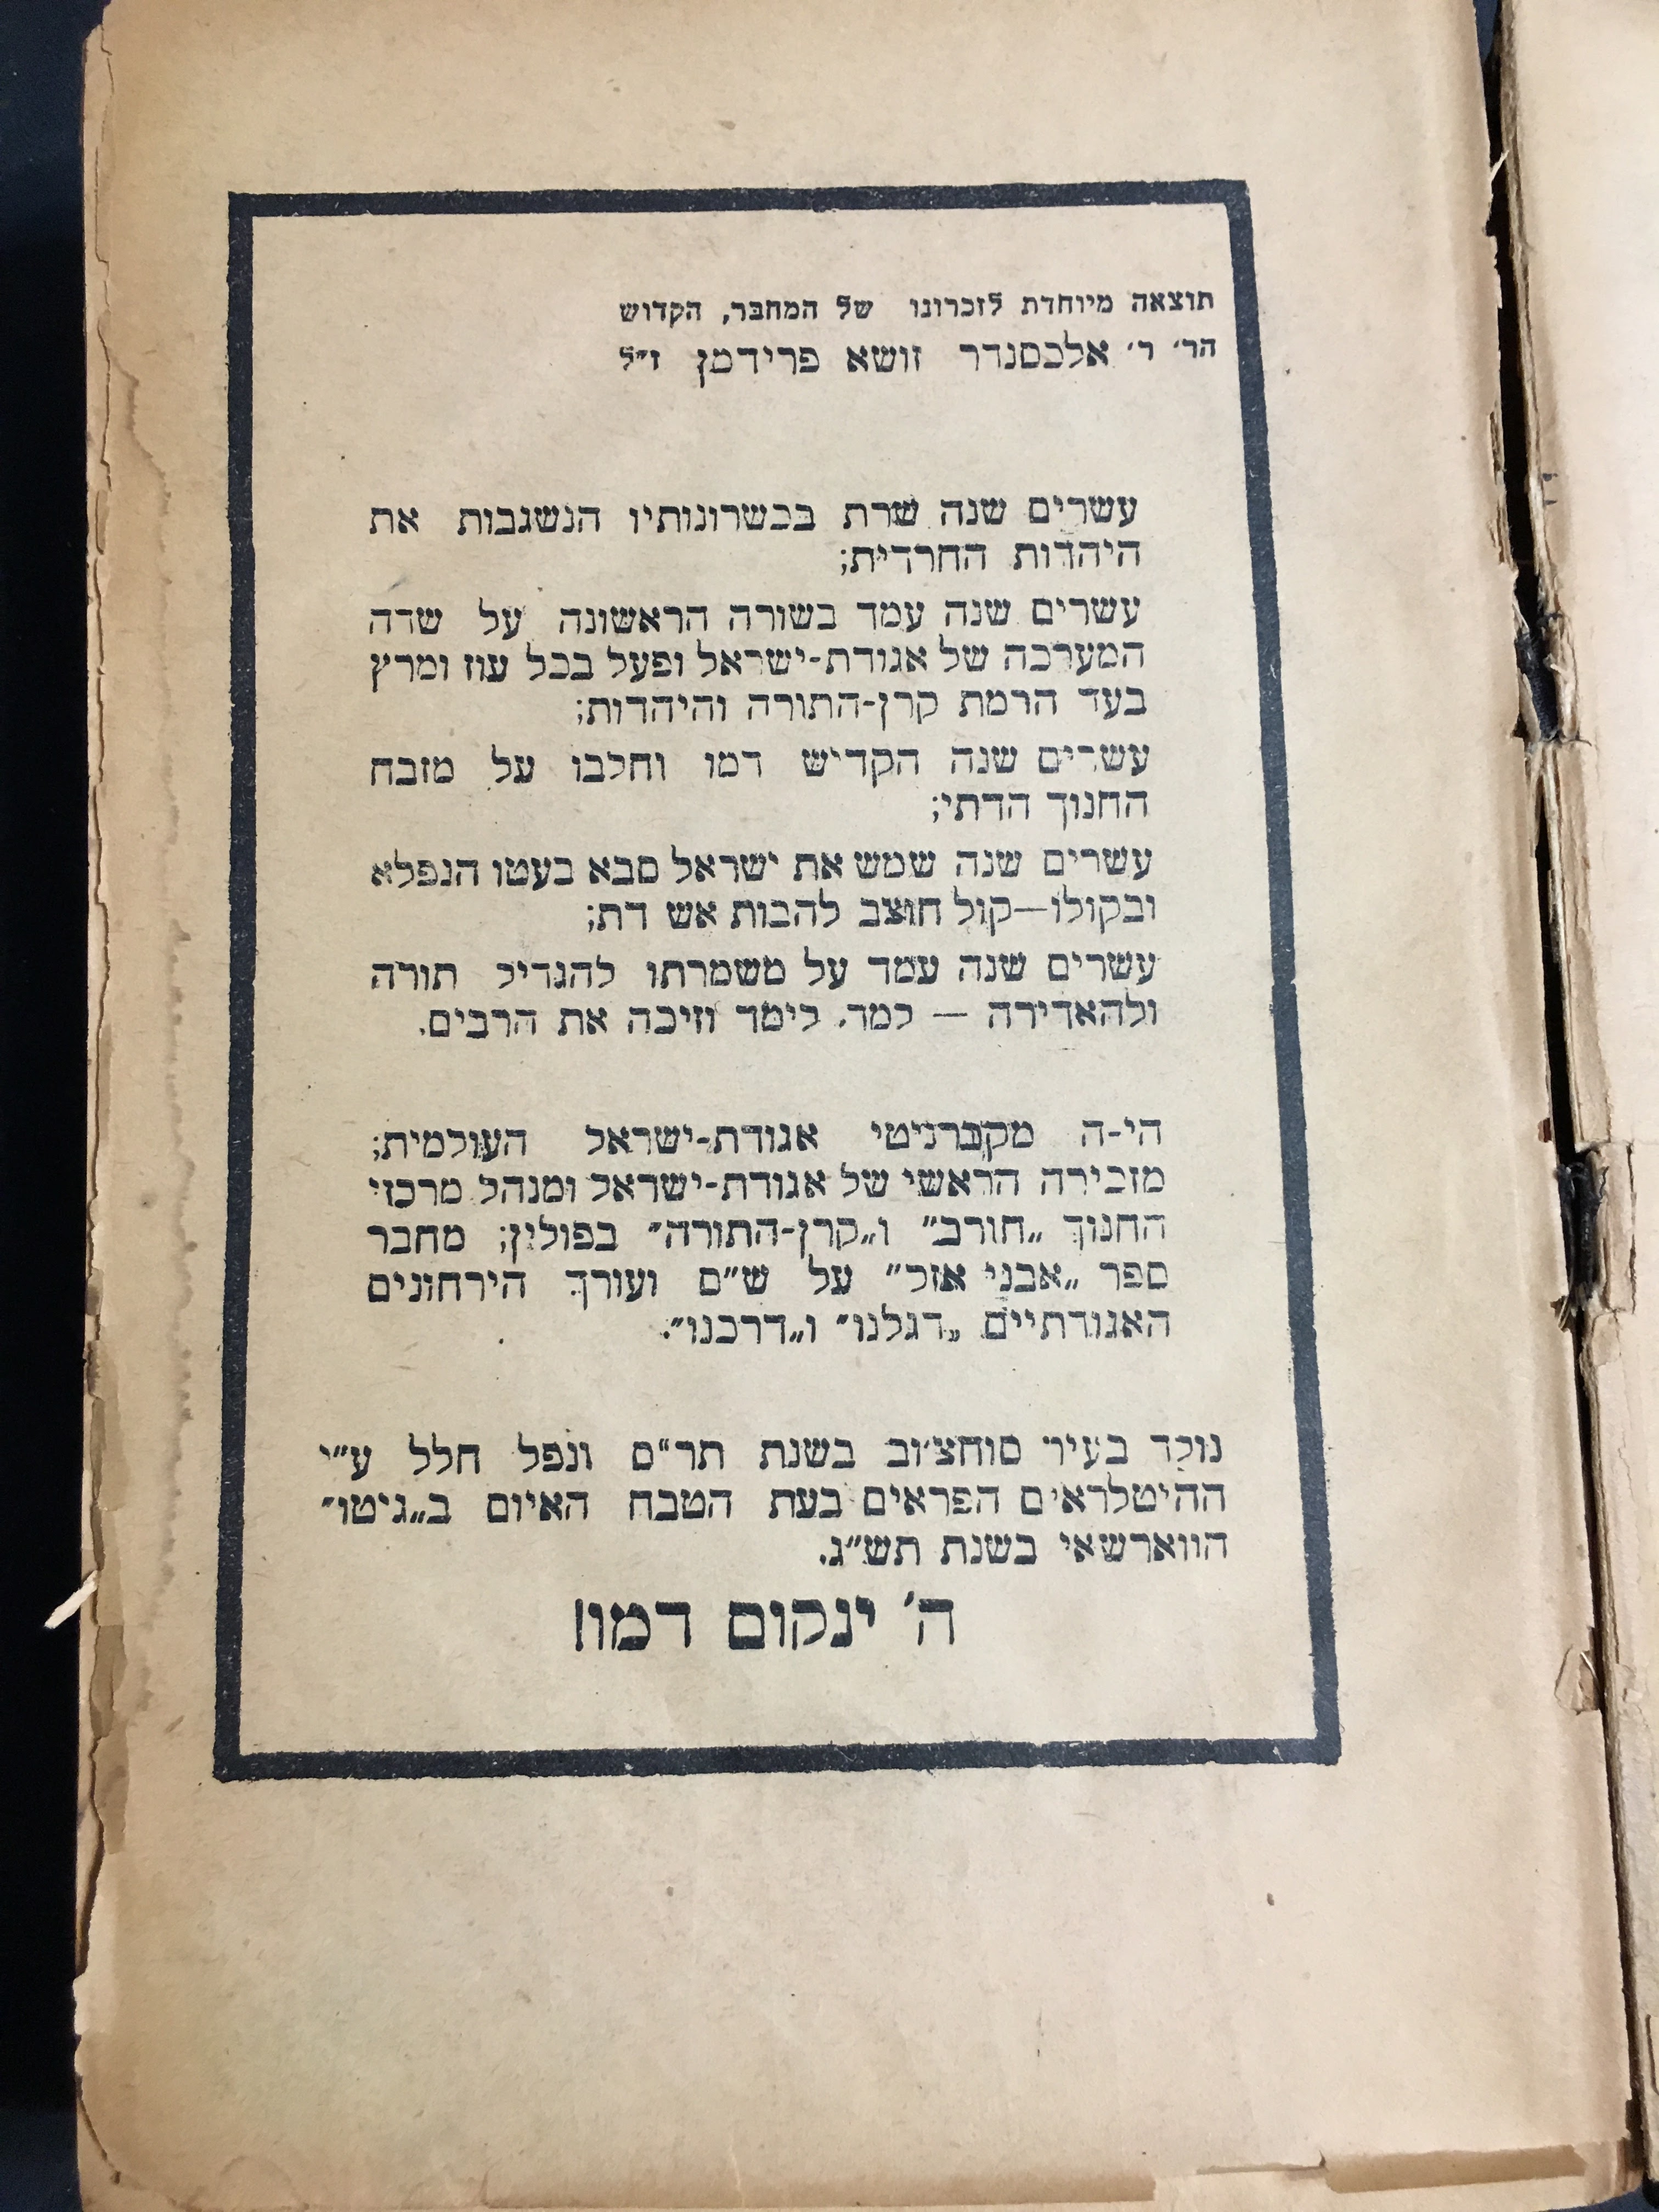 תוצאה מיוחדת לזכרונו של המחבר, הקדוש
הר׳ ר׳ אלכסנדר זושא פרידמן ז״ל
עשרים שנה שרת בכשרונותיו הנשגבות את
היהדות החרדית;
עשרים שנה עמד בשורה הראשונה על שדה
המערכה של אגודת-ישראל ופעל בכל עוז ומרץ
בעד הרמת קרן-התורה והיהדות;
עשרים שנה הקדיש דמו וחלבו על מזבח
החנוך הדתי;
עשרים שנה שמש את ישראל סבא בעטו הנפלא
ובקולו—קול חוצב להבות אש דת;
עשרים שנה עמד על משמרתו להגדיל תורה
ולהאדירה — למד, לימד וזיכה את הרבים.
הי-ה מקברניטי אגודת-ישראל העולמית;
מזכירה הראשי של אגודת-ישראל ומנהל מרכזי
החנוך „חורב״ ו„קרן-התורה״ בפולין; מחבר
ספר „אבני אזל״ על ש״ס ועורך הירחונים
האגודתיים „דגלנו״ ו„דרכנו״.
נולד בעיר סוחצ׳וב בשנת תר״ס ונפל חלל ע״י
ההיטלראים הפראים בעת הטבח האיום ב„גיטו״
הווארשאי בשנת תש״ג.
ה׳ ינקום דמו!